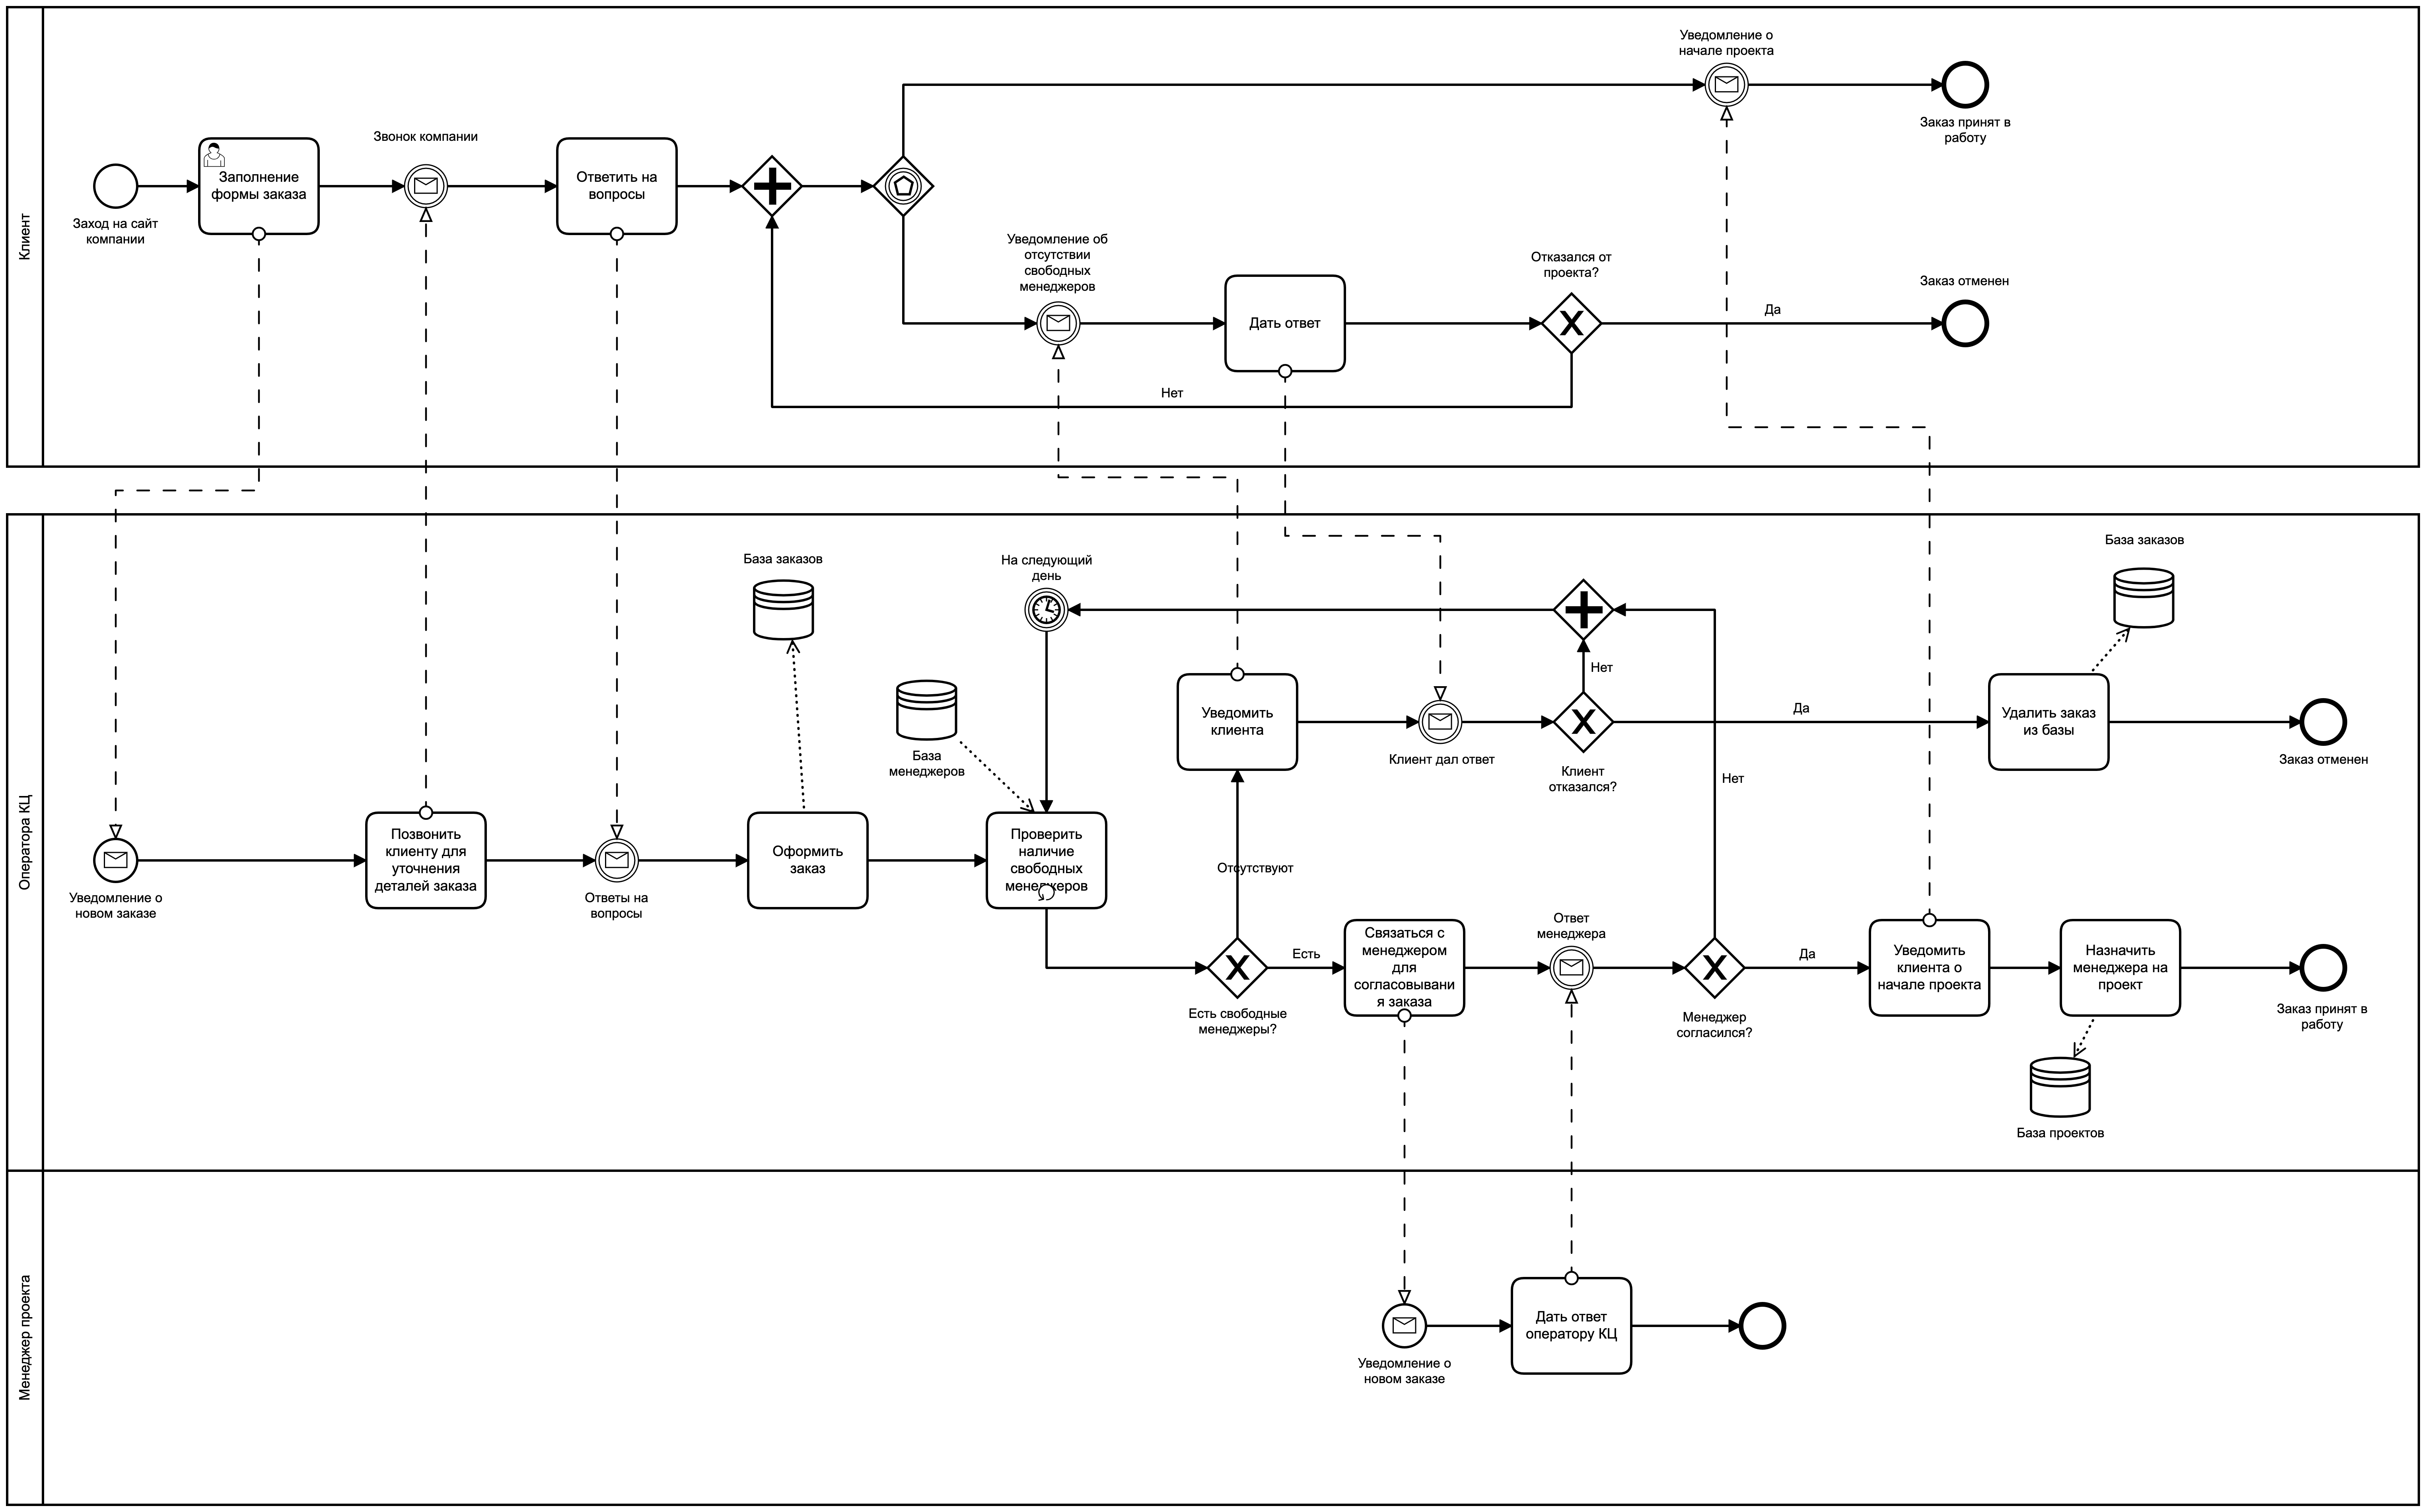 Клиент
Уведомление о
начале проекта
Заказ принят в
работу
Звонок компании
Заполнение
формы заказа
Ответить на
вопросы
Заход на сайт
компании
Уведомление об
отсутствии
свободных
менеджеров
Дать ответ
Отказался от
проекта?
Да
Заказ отменен
Нет
Оператора КЦ
База заказов
На следующий
день
База заказов
Нет
База
менеджеров
Уведомить
клиента
Клиент дал ответ
Клиент
отказался?
Да
Удалить заказ
из базы
Заказ отменен
Нет
Уведомление о
новом заказе
Позвонить
клиенту для
уточнения
деталей заказа
Ответы на
вопросы
Оформить
заказ
Проверить
наличие
свободных
менеджеров
Отсутствуют
Есть свободные
менеджеры?
Есть
Связаться с
менеджером
для
согласовывани
я заказа
Ответ
менеджера
Менеджер
согласился?
Да
Уведомить
клиента о
начале проекта
Назначить
менеджера на
проект
Заказ принят в
работу
База проектов
Менеджер проекта
Уведомление о
новом заказе
Дать ответ
оператору КЦ